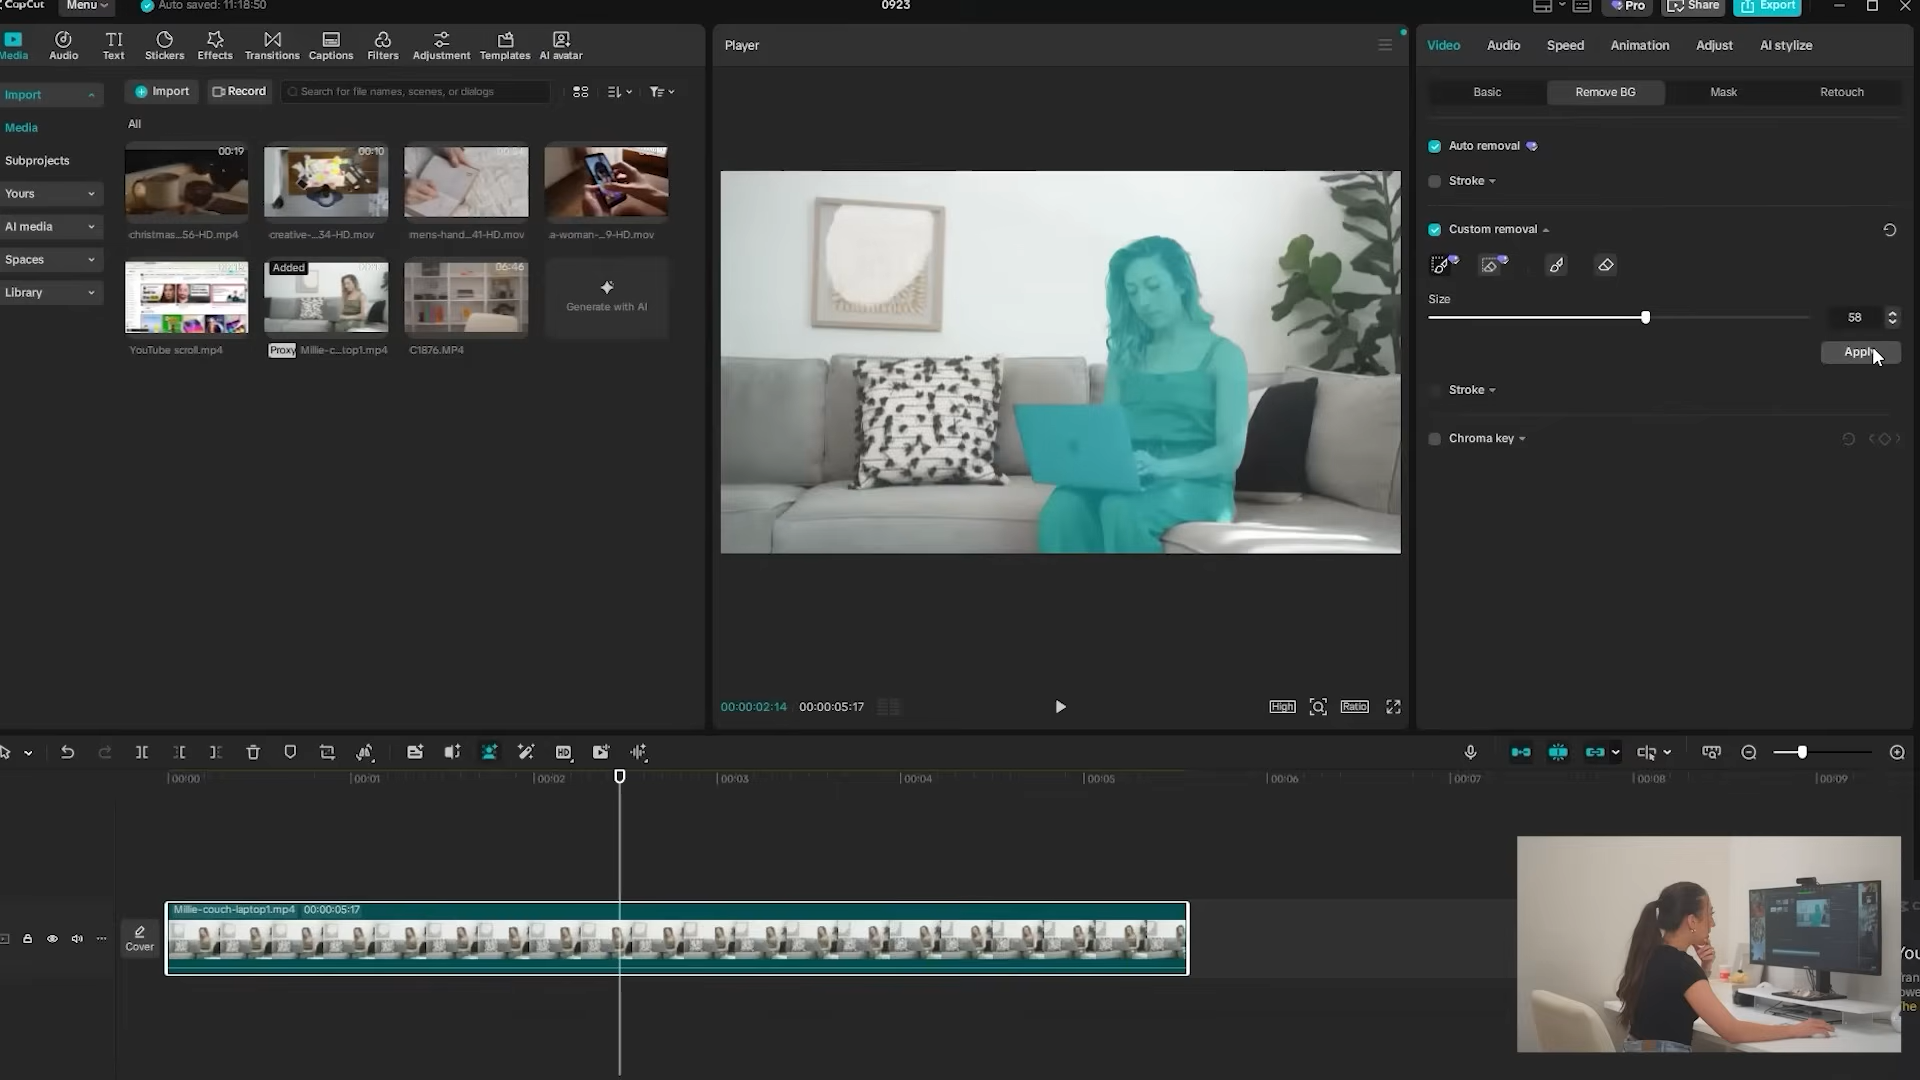 CapCut
Menu
Auto saved: 11:18:50
0923
Pro
Share
Export
Media
Audio
Text
Stickers
Effects
Transitions
Captions
Filters
Adjustment
Templates
AI avatar
Import
Media
Subprojects
Yours
AI media
Spaces
Library
Import
Record
Search for file names, scenes, or dialogs
All
00:19
00:10
christmas...56-HD.mp4
creative-...34-HD.mov
mens-hand...41-HD.mov
a-woman-...9-HD.mov
Added
06:46
Generate with AI
YouTube scroll.mp4
Proxy
Millie-c...top1.mp4
C1876.MP4
Player
00:00:02:14
00:00:05:17
High
Ratio
Video
Audio
Speed
Animation
Adjust
AI stylize
Basic
Remove BG
Mask
Retouch
Auto removal
Stroke
Custom removal
Size
58
Apply
Stroke
Chroma key
00:00
00:01
00:02
00:03
00:04
00:05
00:06
00:07
00:08
00:09
Cover
Millie-couch-laptop1.mp4 00:00:05:17